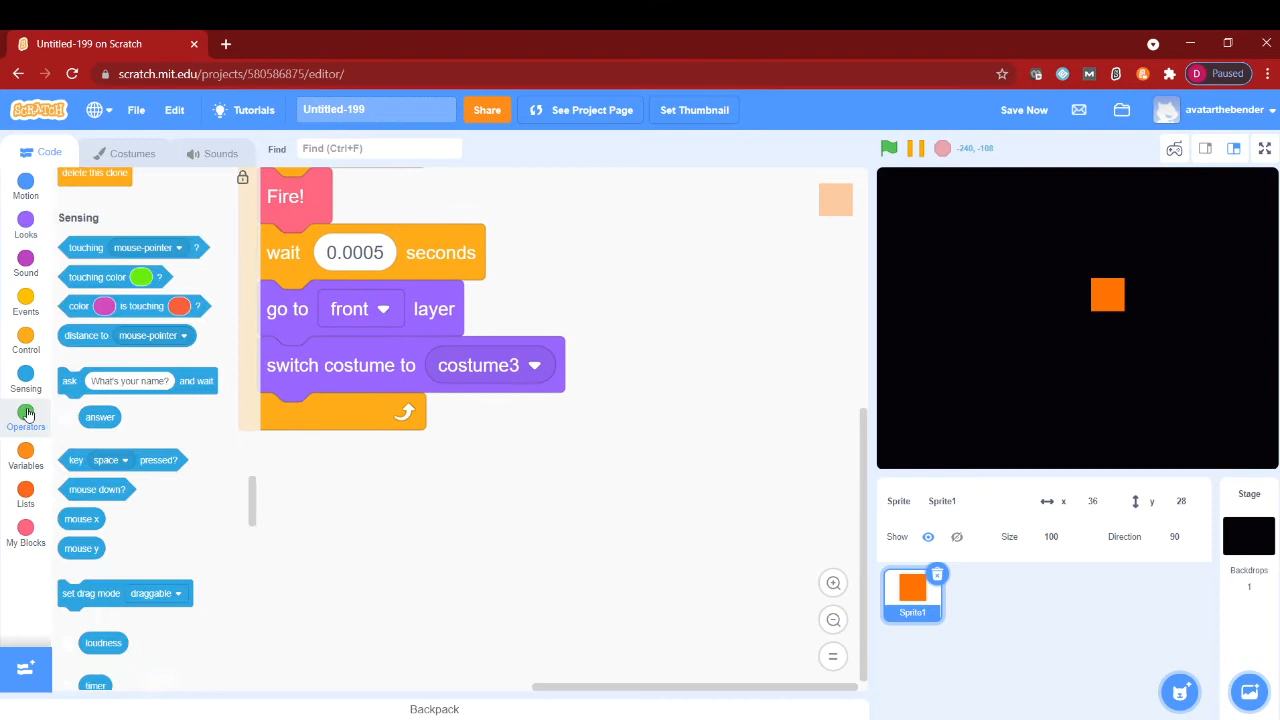 Untitled-199 on Scratch
scratch.mit.edu/projects/580586875/editor/
D Paused
SCRATCH File Edit Tutorials Untitled-199 Share See Project Page Set Thumbnail Save Now avatarthebender
Code Costumes Sounds Find Find (Ctrl+F) -240, -108
Motion
Looks
Sound
Events
Control
Sensing
Operators
Variables
Lists
My Blocks
delete this clone
Sensing
touching mouse-pointer ?
touching color ?
color is touching ?
distance to mouse-pointer
ask What's your name? and wait
answer
key space pressed?
mouse down?
mouse x
mouse y
set drag mode draggable
loudness
timer
Fire!
wait 0.0005 seconds
go to front layer
switch costume to costume3
Sprite Sprite1 x 36 y 28
Show Size 100 Direction 90
Sprite1
Stage
Backdrops
1
Backpack